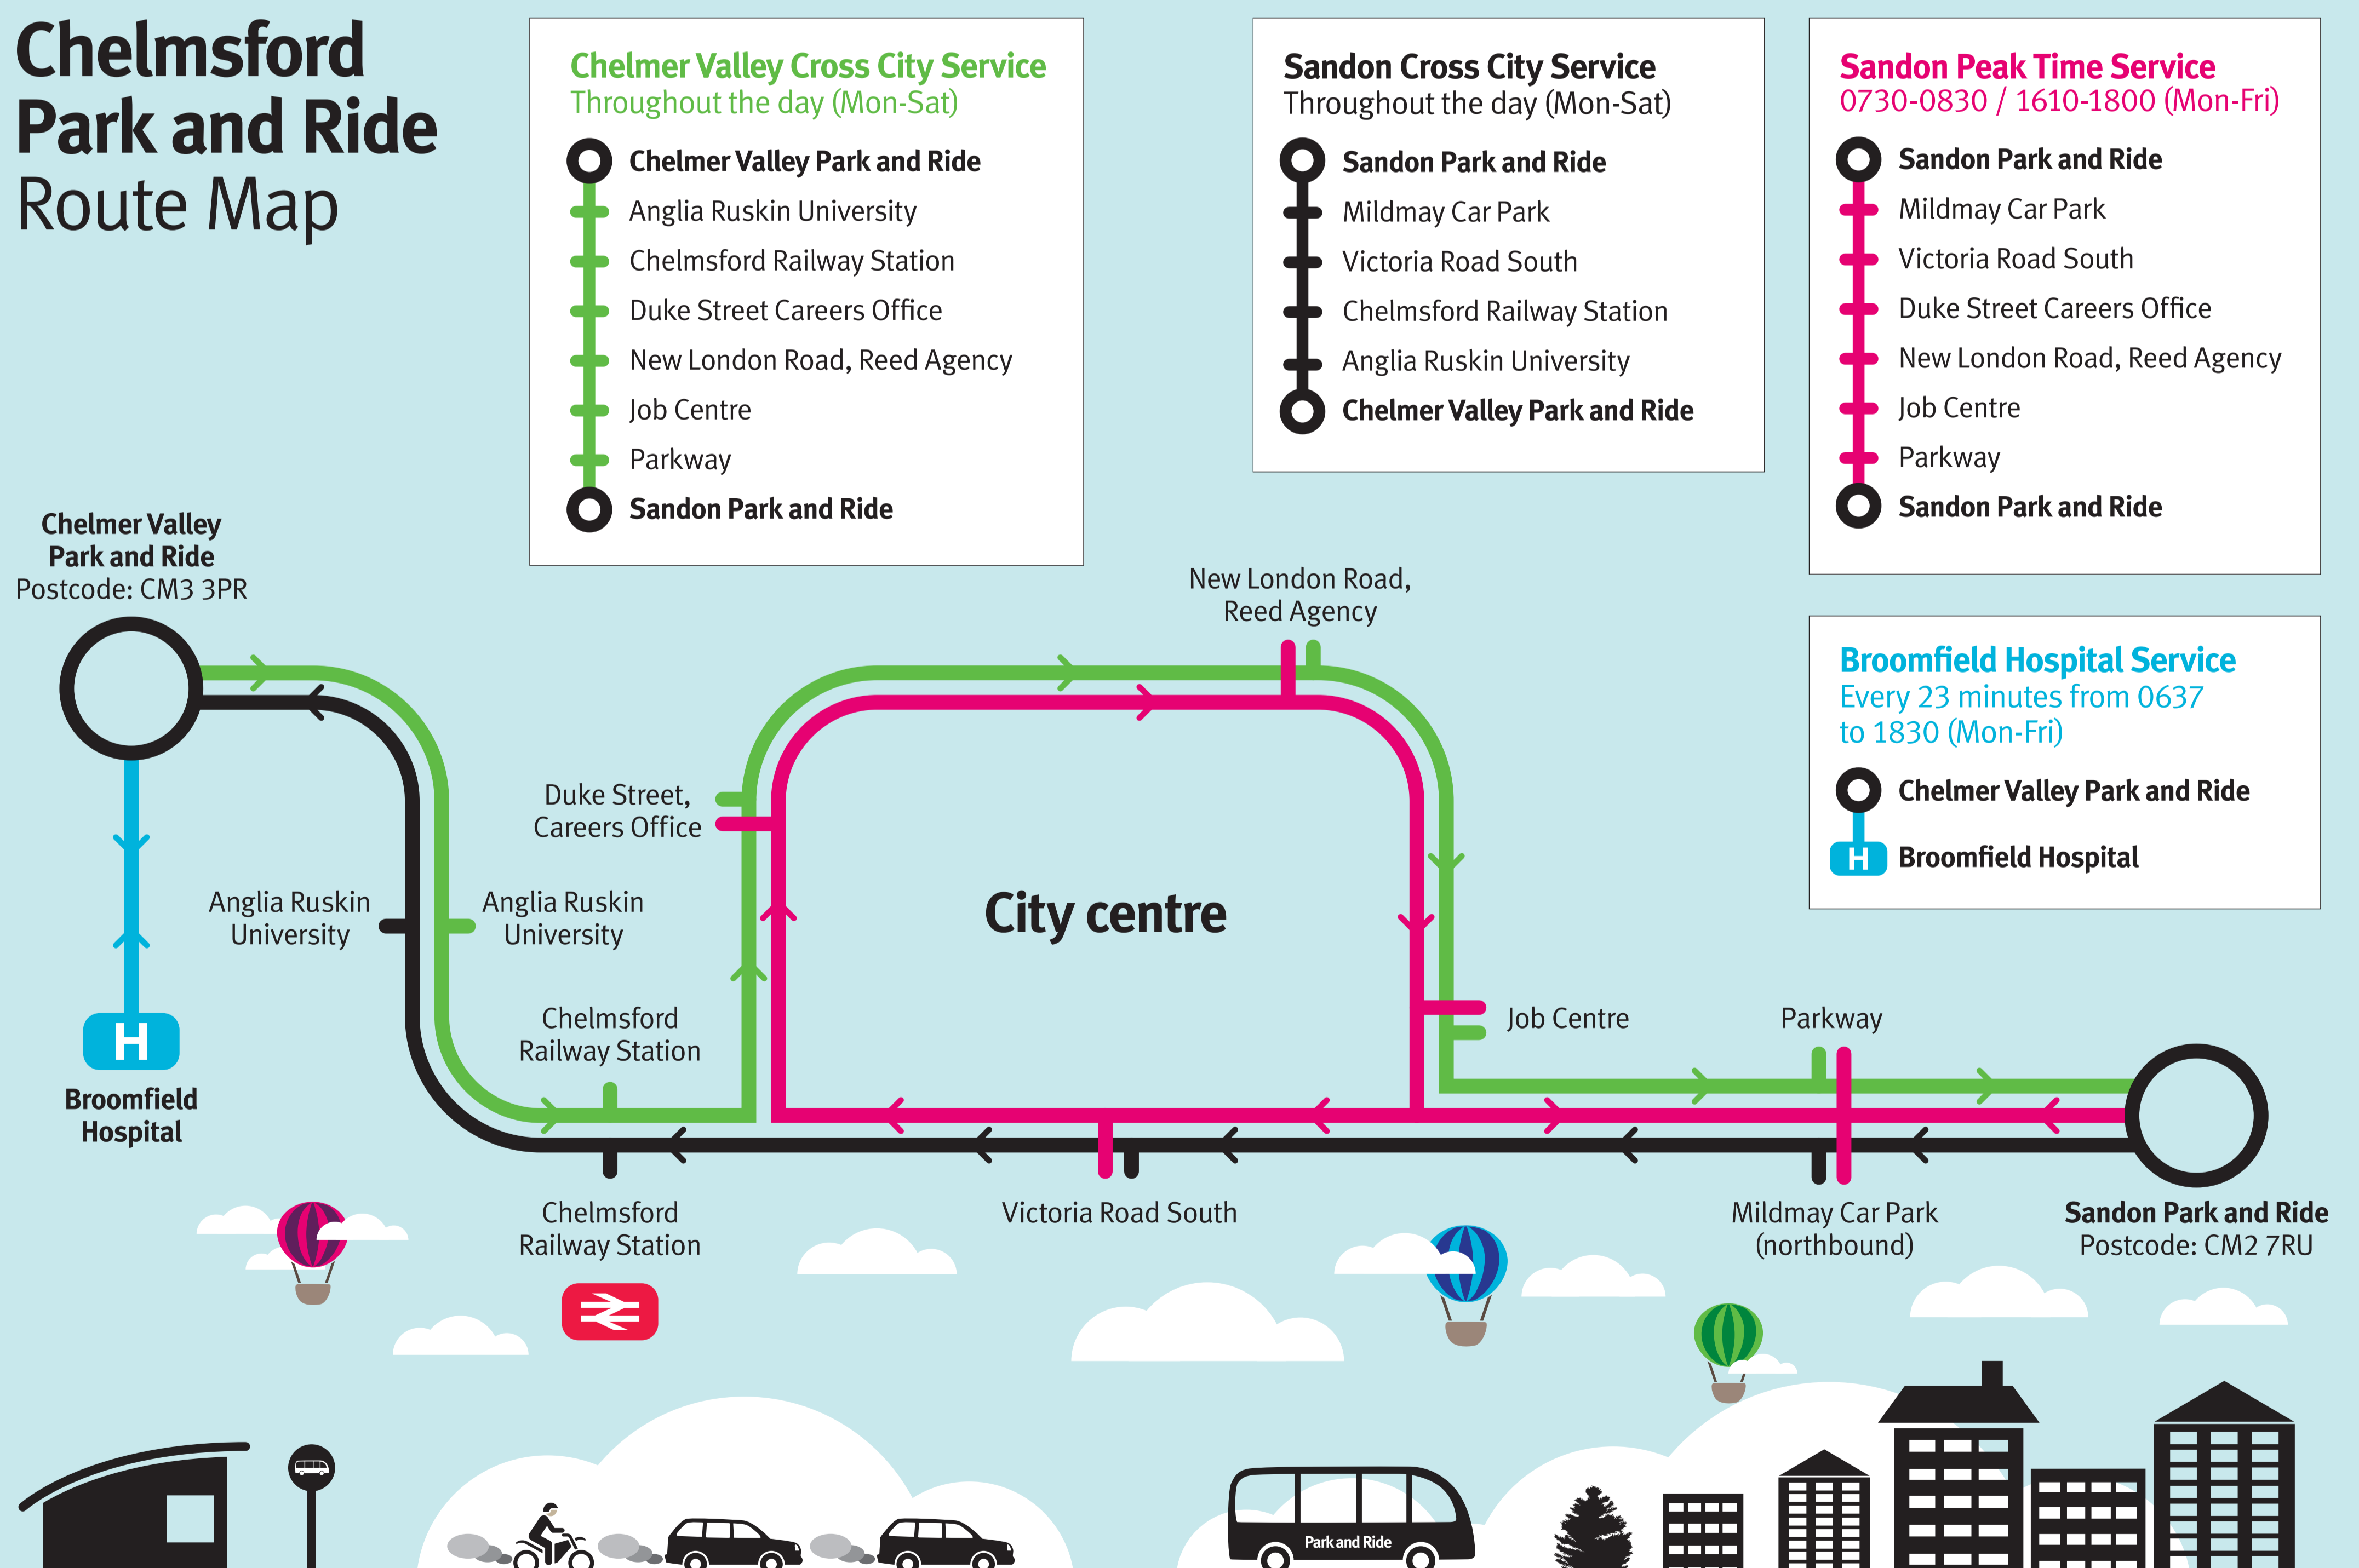 Chelmsford
Park and Ride
Route Map
Chelmer Valley Cross City Service
Throughout the day (Mon-Sat)
Chelmer Valley Park and Ride
Anglia Ruskin University
Chelmsford Railway Station
Duke Street Careers Office
New London Road, Reed Agency
Job Centre
Parkway
Sandon Park and Ride
Sandon Cross City Service
Throughout the day (Mon-Sat)
Sandon Park and Ride
Mildmay Car Park
Victoria Road South
Chelmsford Railway Station
Anglia Ruskin University
Chelmer Valley Park and Ride
Sandon Peak Time Service
0730-0830 / 1610-1800 (Mon-Fri)
Sandon Park and Ride
Mildmay Car Park
Victoria Road South
Duke Street Careers Office
New London Road, Reed Agency
Job Centre
Parkway
Sandon Park and Ride
Broomfield Hospital Service
Every 23 minutes from 0637
to 1830 (Mon-Fri)
Chelmer Valley Park and Ride
H
Broomfield Hospital
Chelmer Valley
Park and Ride
Postcode: CM3 3PR
New London Road,
Reed Agency
Duke Street,
Careers Office
City centre
Anglia Ruskin
University
Anglia Ruskin
University
Chelmsford
Railway Station
Job Centre
Parkway
H
Broomfield
Hospital
Chelmsford
Railway Station
Victoria Road South
Mildmay Car Park
(northbound)
Sandon Park and Ride
Postcode: CM2 7RU
Park and Ride